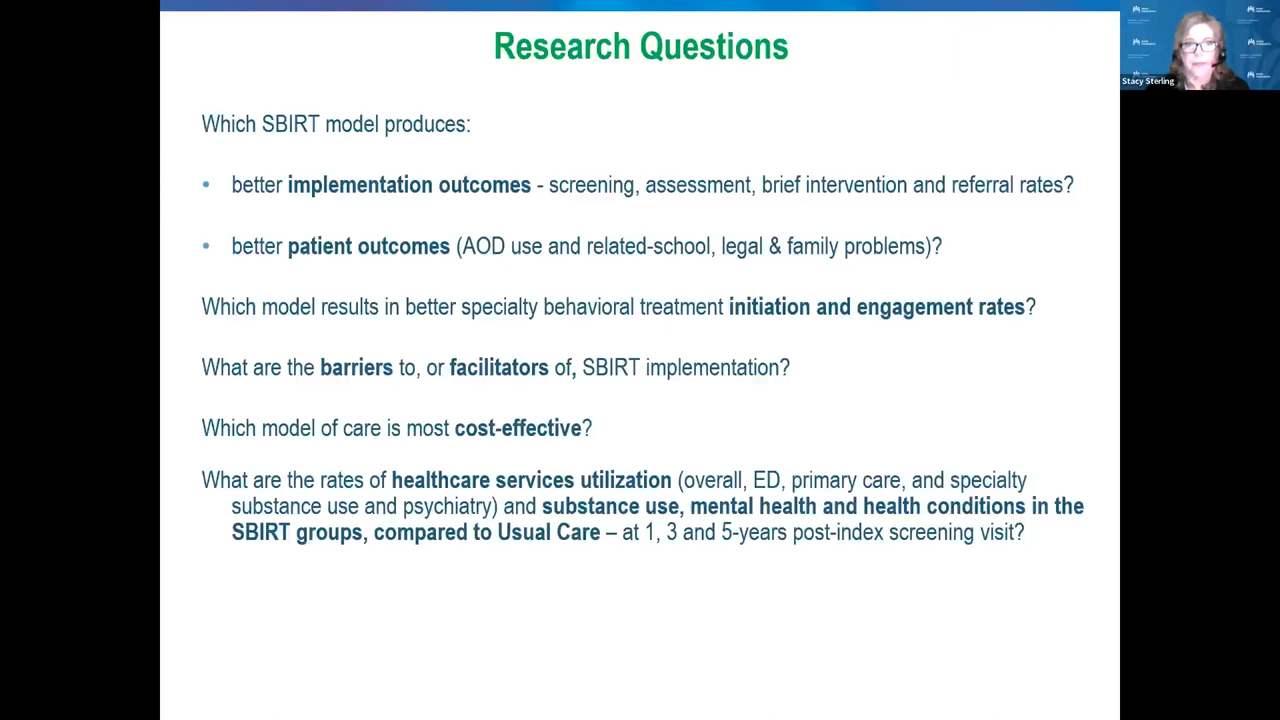 Research Questions
Stacy Sterling
Which SBIRT model produces:
• better implementation outcomes - screening, assessment, brief intervention and referral rates?
• better patient outcomes (AOD use and related-school, legal & family problems)?
Which model results in better specialty behavioral treatment initiation and engagement rates?
What are the barriers to, or facilitators of, SBIRT implementation?
Which model of care is most cost-effective?
What are the rates of healthcare services utilization (overall, ED, primary care, and specialty
substance use and psychiatry) and substance use, mental health and health conditions in the
SBIRT groups, compared to Usual Care – at 1, 3 and 5-years post-index screening visit?